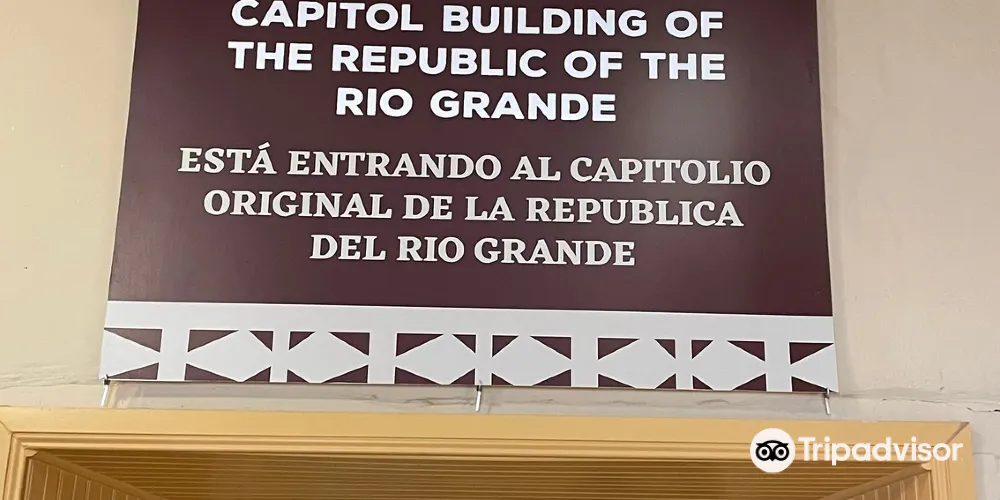 CAPITOL BUILDING OF
THE REPUBLIC OF THE
RIO GRANDE
ESTÁ ENTRANDO AL CAPITOLIO
ORIGINAL DE LA REPUBLICA
DEL RIO GRANDE
Tripadvisor